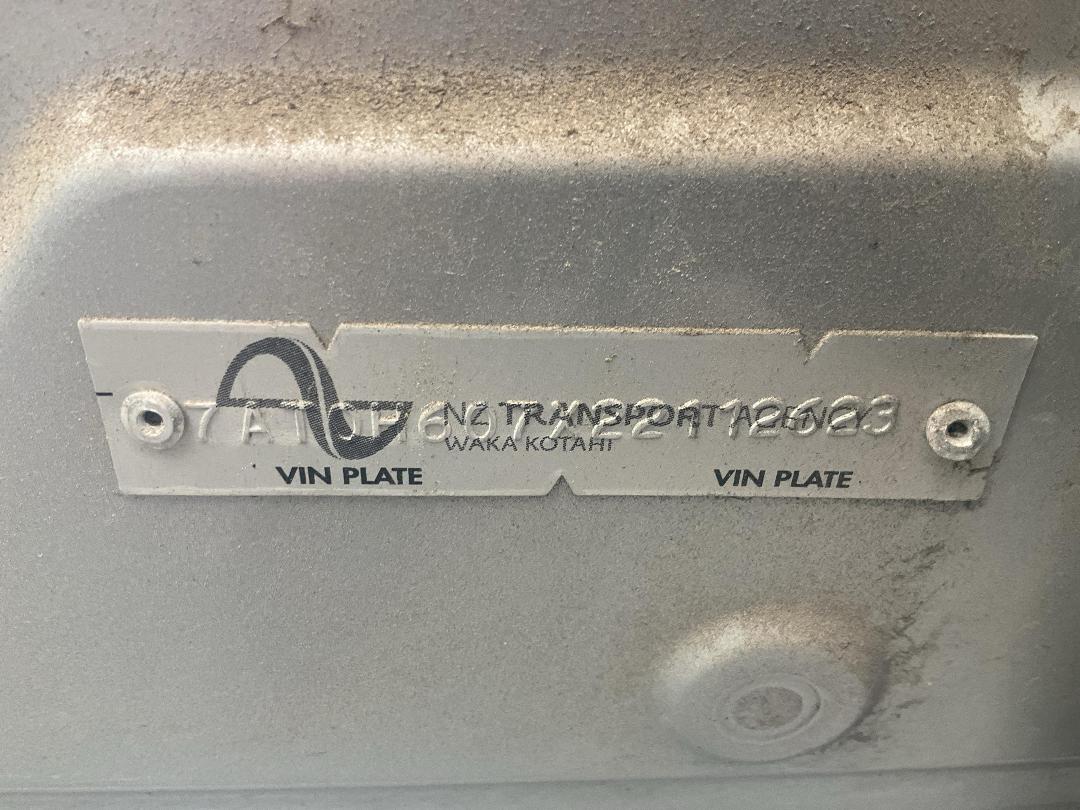 NZ TRANSPORT AGENCY
WAKA KOTAHI
VIN PLATE VIN PLATE